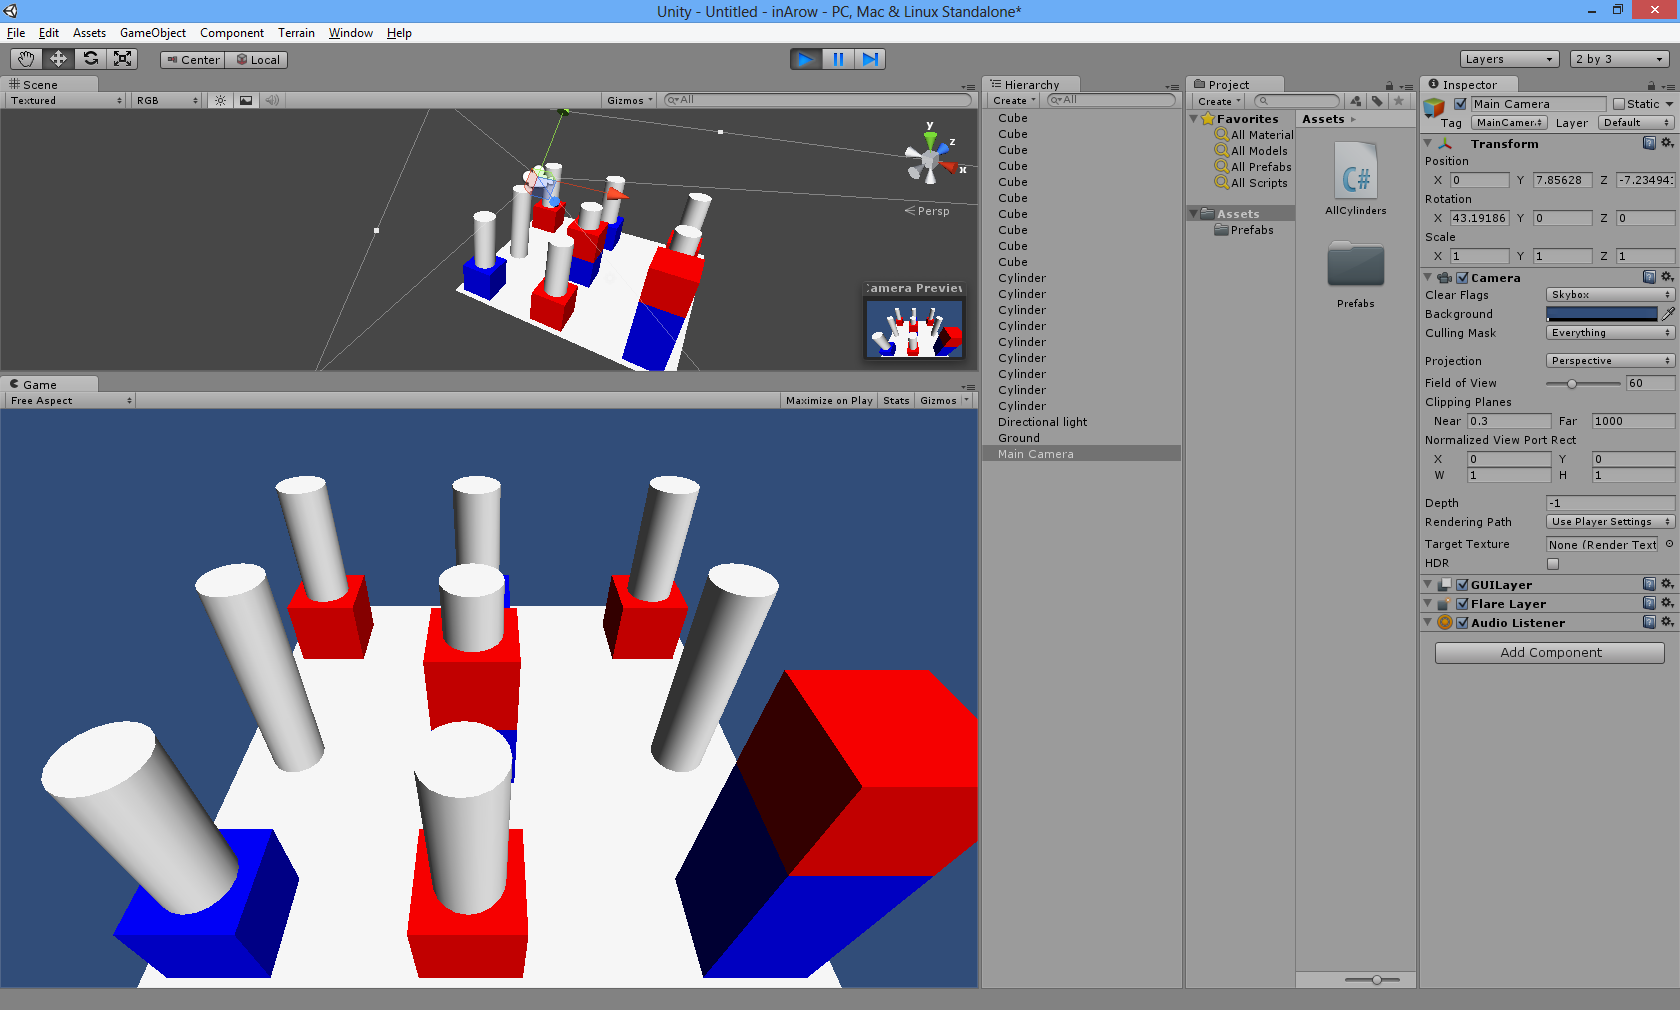 Unity - Untitled - inArow - PC, Mac & Linux Standalone*
File Edit Assets GameObject Component Terrain Window Help
Center Local
Layers
2 by 3
Scene
Textured RGB Gizmos All
y
z
x
Persp
Camera Preview
Game
Free Aspect Maximize on Play Stats Gizmos
Hierarchy
Create All
Cube
Cube
Cube
Cube
Cube
Cube
Cube
Cube
Cube
Cube
Cylinder
Cylinder
Cylinder
Cylinder
Cylinder
Cylinder
Cylinder
Cylinder
Cylinder
Directional light
Ground
Main Camera
Project
Create
Favorites
All Material
All Models
All Prefabs
All Scripts
Assets
Prefabs
Assets
C#
AllCylinders
Prefabs
Inspector
Main Camera Static
Tag MainCamer Layer Default
Transform
Position
X 0 Y 7.85628 Z -7.23494
Rotation
X 43.19186 Y 0 Z 0
Scale
X 1 Y 1 Z 1
Camera
Clear Flags Skybox
Background
Culling Mask Everything
Projection Perspective
Field of View 60
Clipping Planes
Near 0.3 Far 1000
Normalized View Port Rect
X 0 Y 0
W 1 H 1
Depth -1
Rendering Path Use Player Settings
Target Texture None (Render Text
HDR
GUILayer
Flare Layer
Audio Listener
Add Component